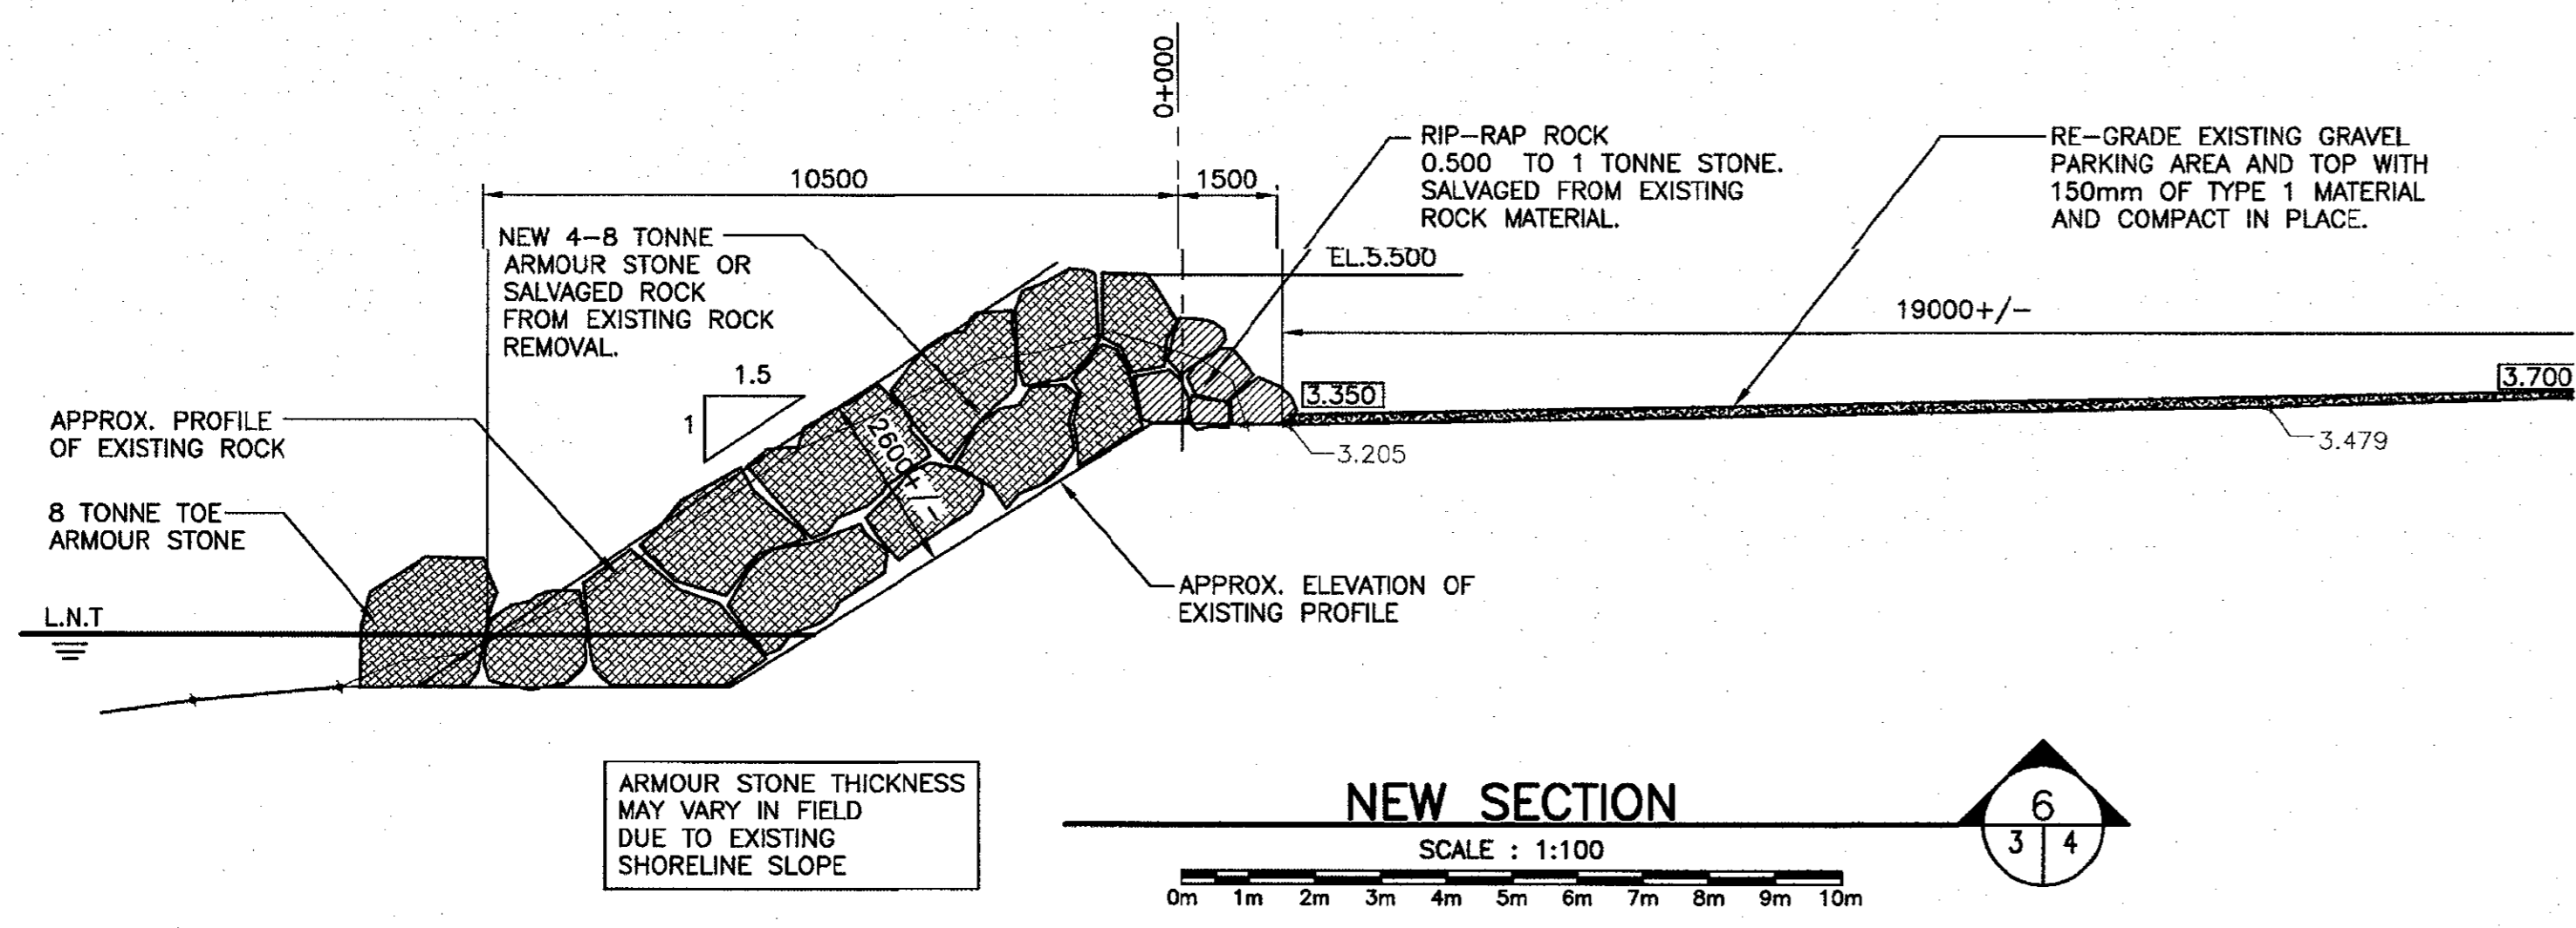 0+000
10500
1500
RIP-RAP ROCK
0.500 TO 1 TONNE STONE.
SALVAGED FROM EXISTING
ROCK MATERIAL.
RE-GRADE EXISTING GRAVEL
PARKING AREA AND TOP WITH
150mm OF TYPE 1 MATERIAL
AND COMPACT IN PLACE.
NEW 4-8 TONNE
ARMOUR STONE OR
SALVAGED ROCK
FROM EXISTING ROCK
REMOVAL.
EL.5.500
19000+/-
1.5
1
3.350
3.700
2600+/-
APPROX. PROFILE
OF EXISTING ROCK
3.205
3.479
8 TONNE TOE
ARMOUR STONE
APPROX. ELEVATION OF
EXISTING PROFILE
L.N.T
ARMOUR STONE THICKNESS
MAY VARY IN FIELD
DUE TO EXISTING
SHORELINE SLOPE
NEW SECTION
SCALE : 1:100
6
3 4
0m 1m 2m 3m 4m 5m 6m 7m 8m 9m 10m